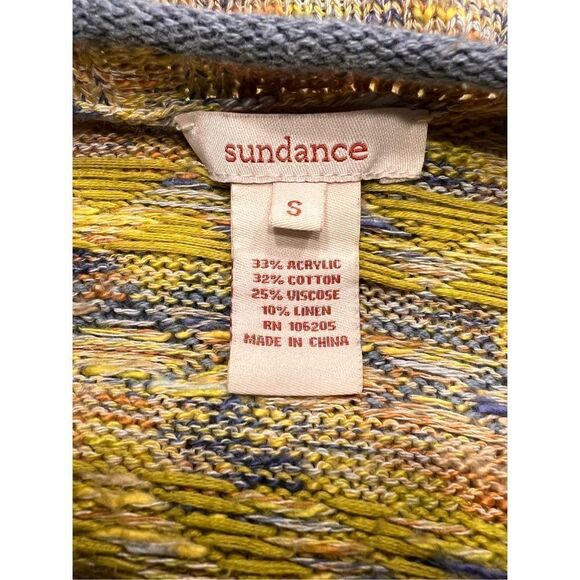 sundance
S
33% ACRYLIC
32% COTTON
25% VISCOSE
10% LINEN
RN 106205
MADE IN CHINA